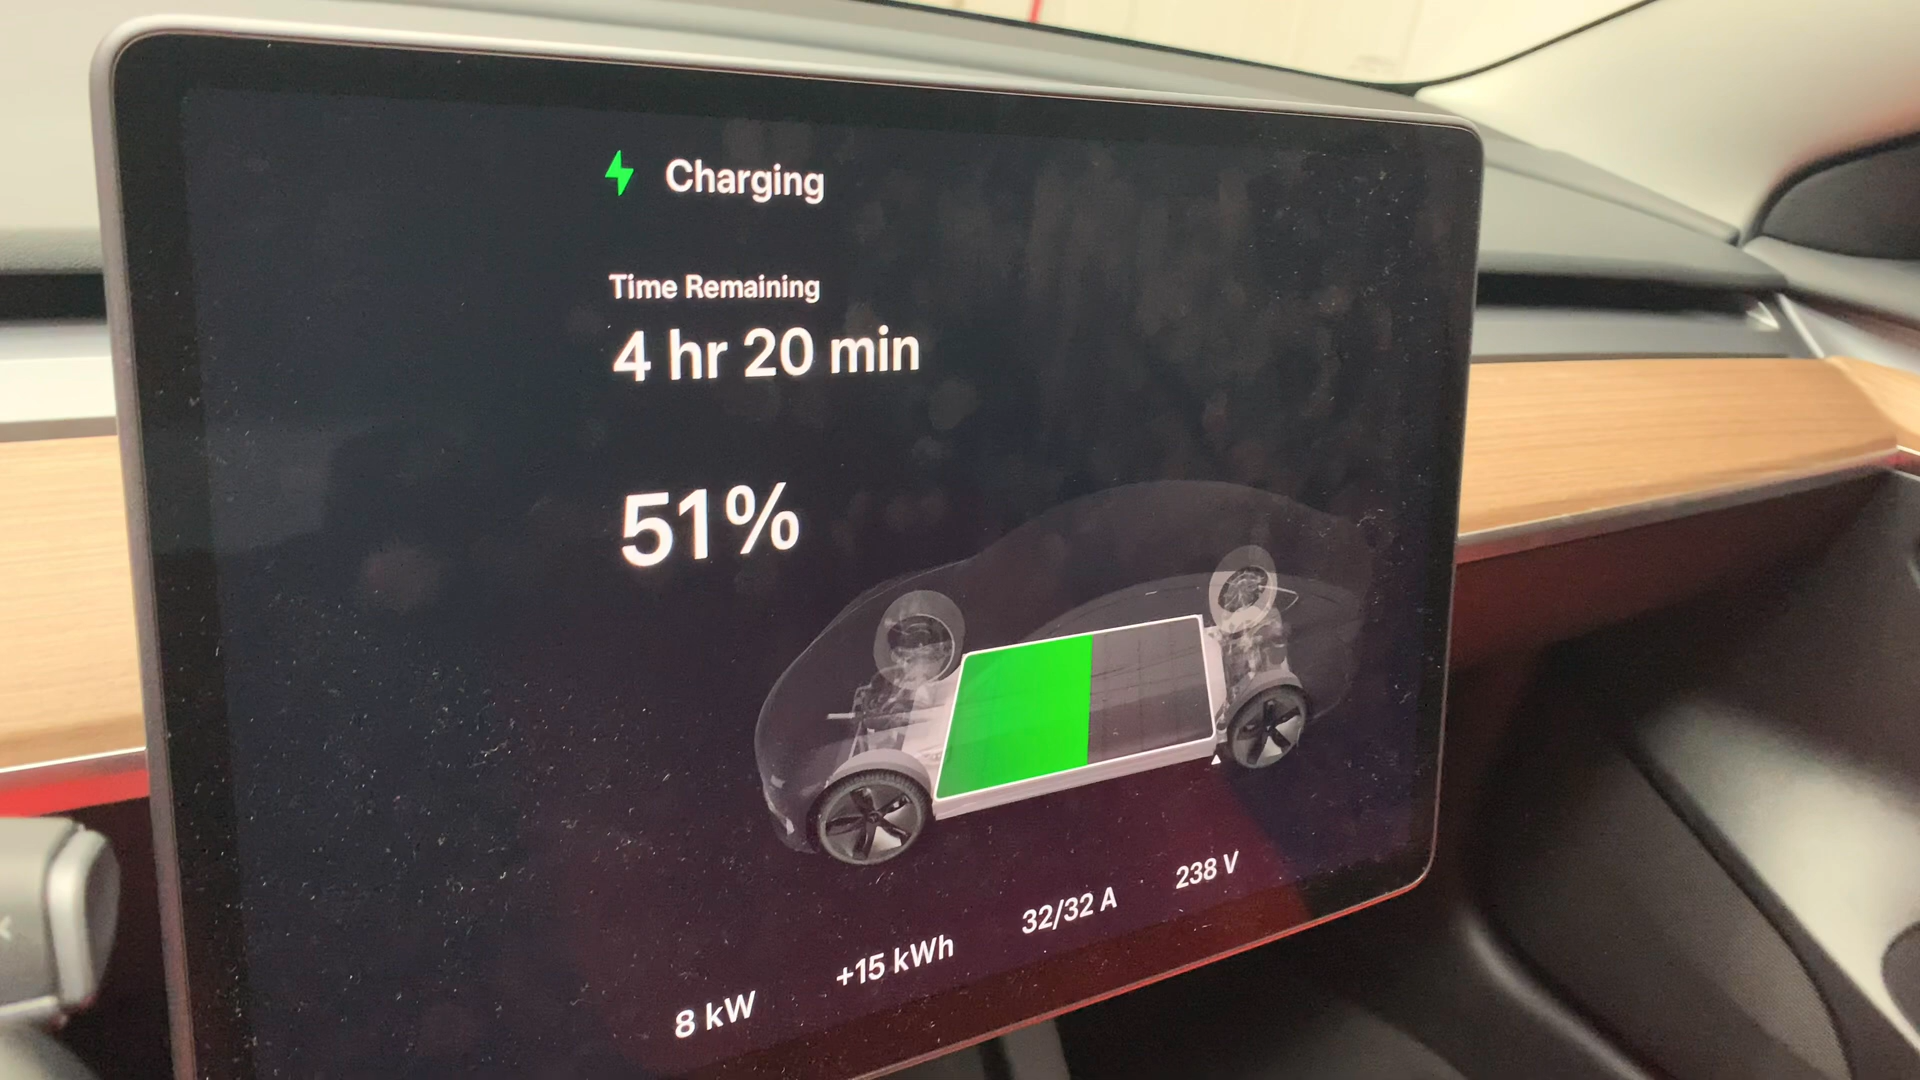 Charging
Time Remaining
4 hr 20 min
51%
8 kW
+15 kWh
32/32 A
238 V